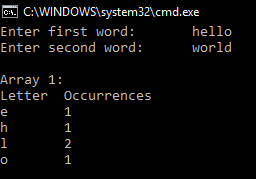 C:\WINDOWS\system32\cmd.exe
Enter first word: hello
Enter second word: world
Array 1:
Letter Occurrences
e 1
h 1
l 2
o 1